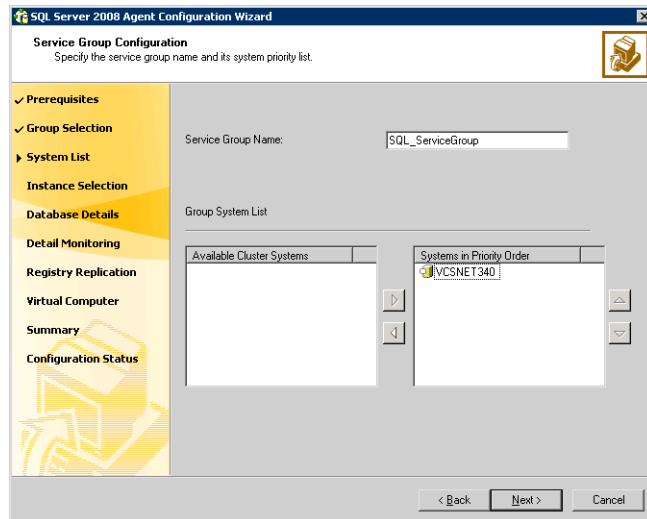 SQL Server 2008 Agent Configuration Wizard
Service Group Configuration
Specify the service group name and its system priority list.
Prerequisites
Group Selection
System List
Instance Selection
Database Details
Detail Monitoring
Registry Replication
Virtual Computer
Summary
Configuration Status
Service Group Name:
SQL_ServiceGroup
Group System List
Available Cluster Systems
Systems in Priority Order
VCSNET340
< Back
Next >
Cancel